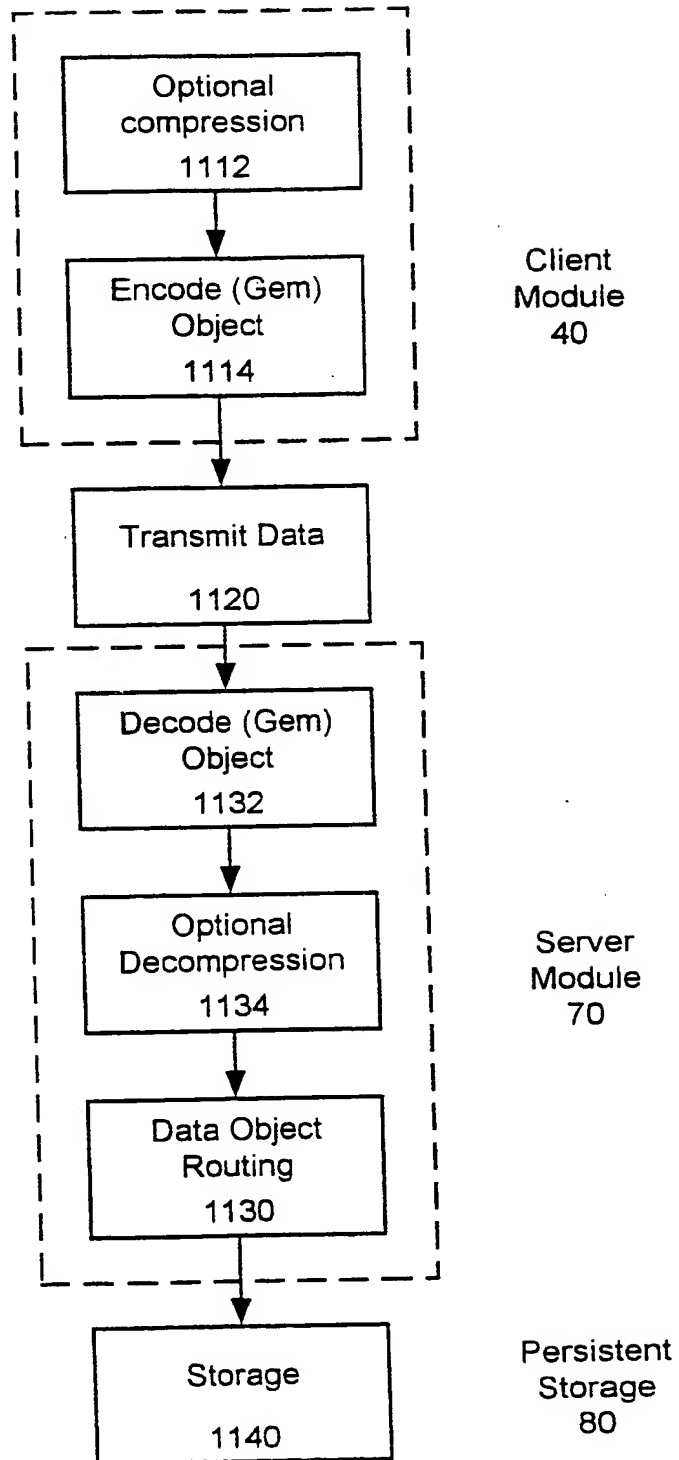 Optional
compression
1112
Encode (Gem)
Object
1114
Client
Module
40
Transmit Data
1120
Decode (Gem)
Object
1132
Optional
Decompression
1134
Server
Module
70
Data Object
Routing
1130
Storage
1140
Persistent
Storage
80